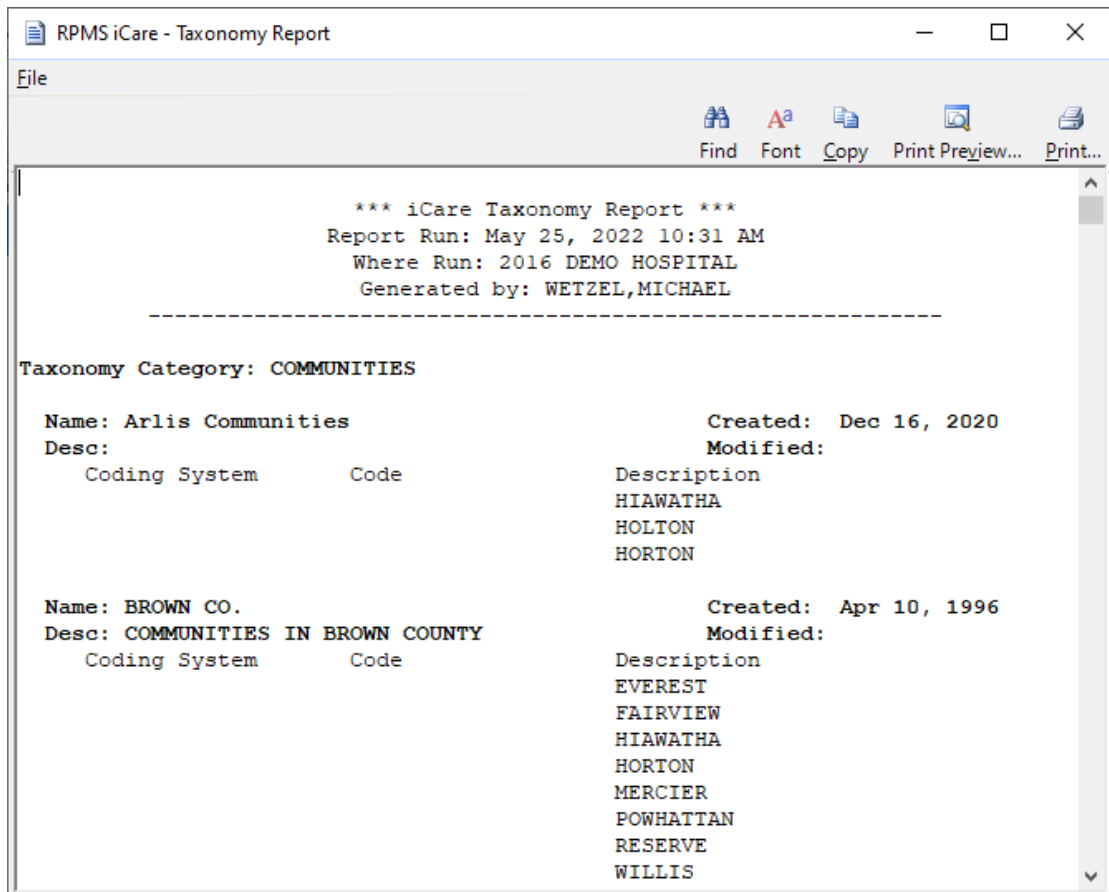 RPMS iCare - Taxonomy Report
File
Find Font Copy Print Preview... Print...
*** iCare Taxonomy Report ***
Report Run: May 25, 2022 10:31 AM
Where Run: 2016 DEMO HOSPITAL
Generated by: WETZEL,MICHAEL
------------------------------------------------------------
Taxonomy Category: COMMUNITIES
Name: Arlis Communities Created: Dec 16, 2020
Desc: Modified:
Coding System Code Description
HIAWATHA
HOLTON
HORTON
Name: BROWN CO. Created: Apr 10, 1996
Desc: COMMUNITIES IN BROWN COUNTY Modified:
Coding System Code Description
EVEREST
FAIRVIEW
HIAWATHA
HORTON
MERCIER
POWHATTAN
RESERVE
WILLIS